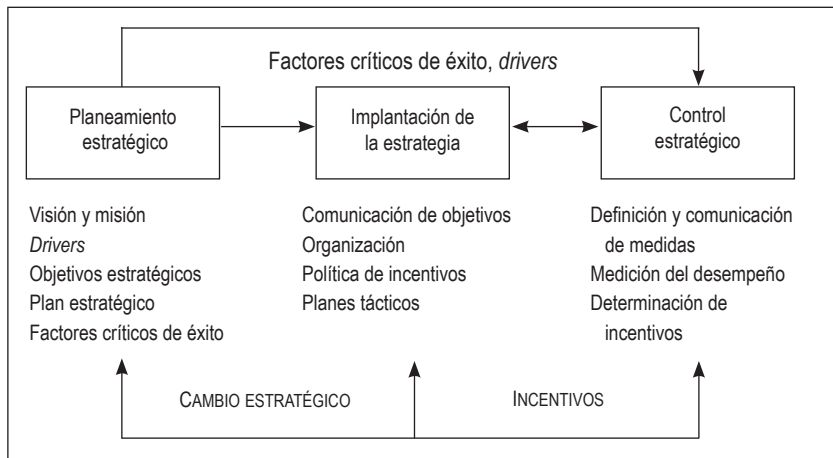 Factores críticos de éxito, drivers
Planeamiento
estratégico
Implantación de
la estrategia
Control
estratégico
Visión y misión
Drivers
Objetivos estratégicos
Plan estratégico
Factores críticos de éxito
Comunicación de objetivos
Organización
Política de incentivos
Planes tácticos
Definición y comunicación
de medidas
Medición del desempeño
Determinación de
incentivos
CAMBIO ESTRATÉGICO
INCENTIVOS